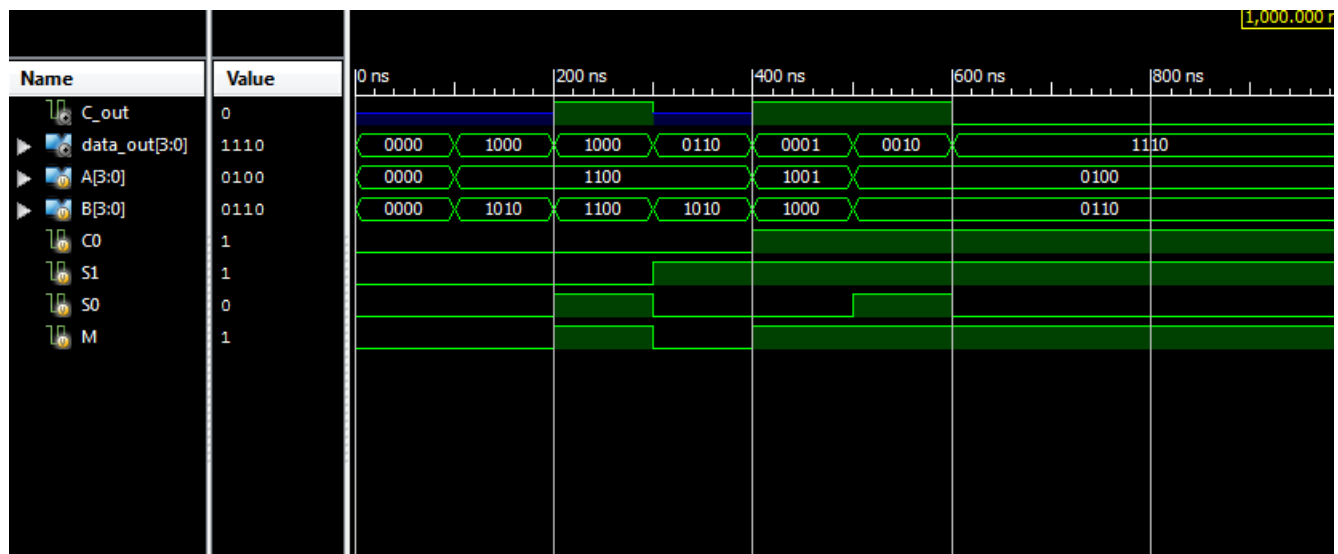 1,000.000 n
Name Value 0 ns 200 ns 400 ns 600 ns 800 ns
C_out 0
data_out[3:0] 1110 0000 1000 1000 0110 0001 0010 1110
A[3:0] 0100 0000 1100 1001 0100
B[3:0] 0110 0000 1010 1100 1010 1000 0110
C0 1
S1 1
S0 0
M 1